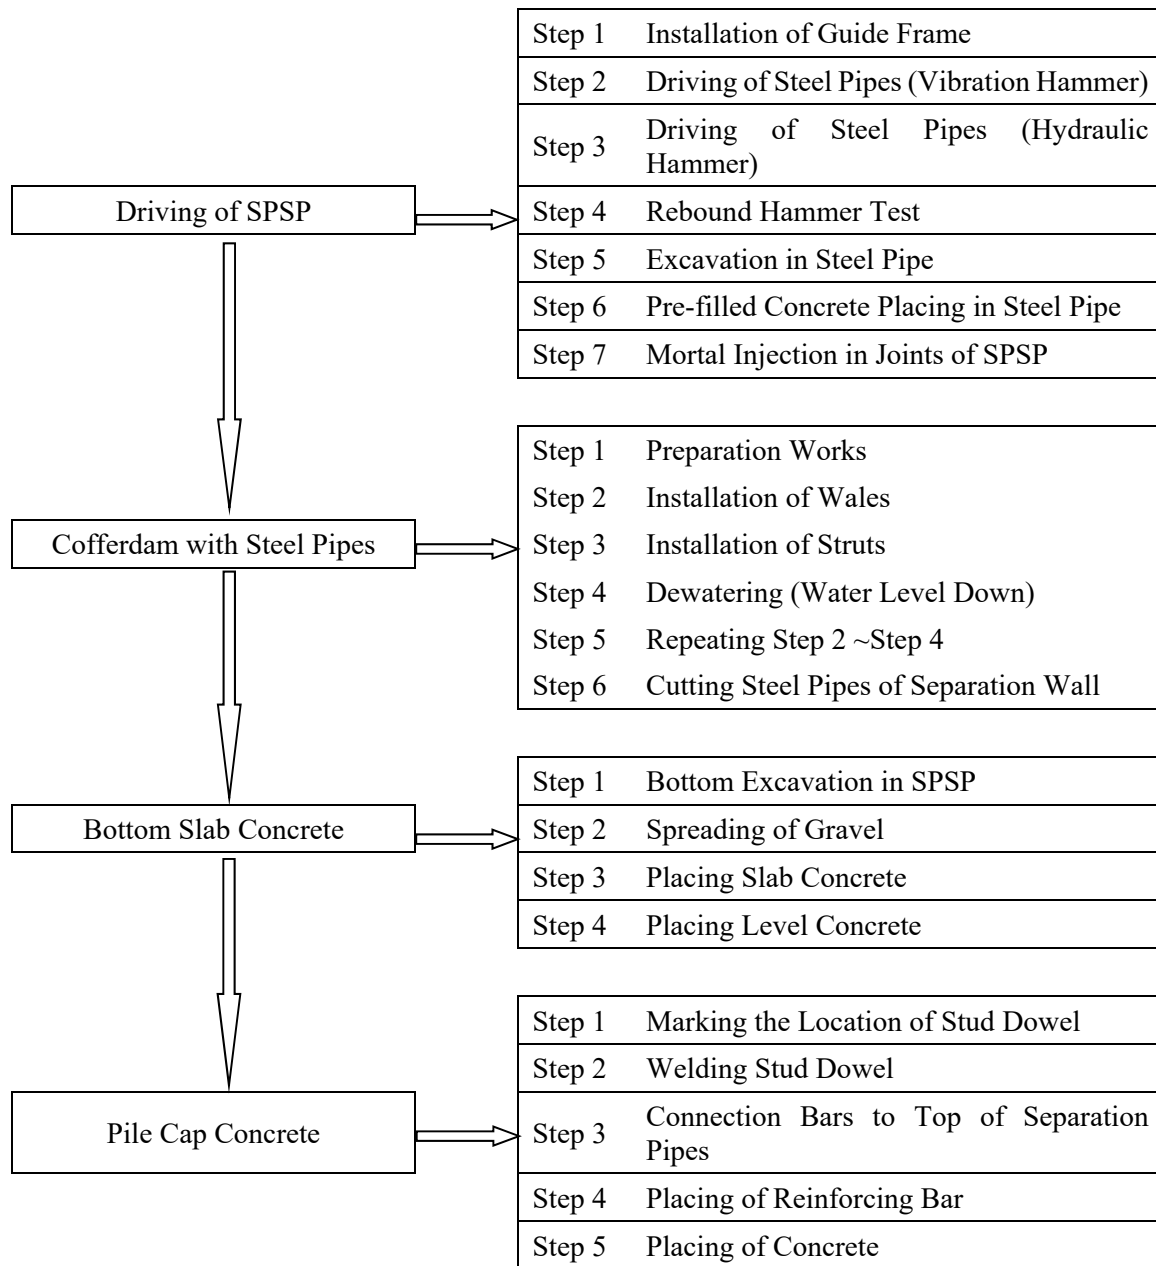 Step 1 Installation of Guide Frame
Step 2 Driving of Steel Pipes (Vibration Hammer)
Step 3 Driving of Steel Pipes (Hydraulic
Hammer)
Driving of SPSP
Step 4 Rebound Hammer Test
Step 5 Excavation in Steel Pipe
Step 6 Pre-filled Concrete Placing in Steel Pipe
Step 7 Mortal Injection in Joints of SPSP
Step 1 Preparation Works
Step 2 Installation of Wales
Cofferdam with Steel Pipes
Step 3 Installation of Struts
Step 4 Dewatering (Water Level Down)
Step 5 Repeating Step 2 ~Step 4
Step 6 Cutting Steel Pipes of Separation Wall
Step 1 Bottom Excavation in SPSP
Bottom Slab Concrete
Step 2 Spreading of Gravel
Step 3 Placing Slab Concrete
Step 4 Placing Level Concrete
Step 1 Marking the Location of Stud Dowel
Step 2 Welding Stud Dowel
Pile Cap Concrete
Step 3 Connection Bars to Top of Separation
Pipes
Step 4 Placing of Reinforcing Bar
Step 5 Placing of Concrete